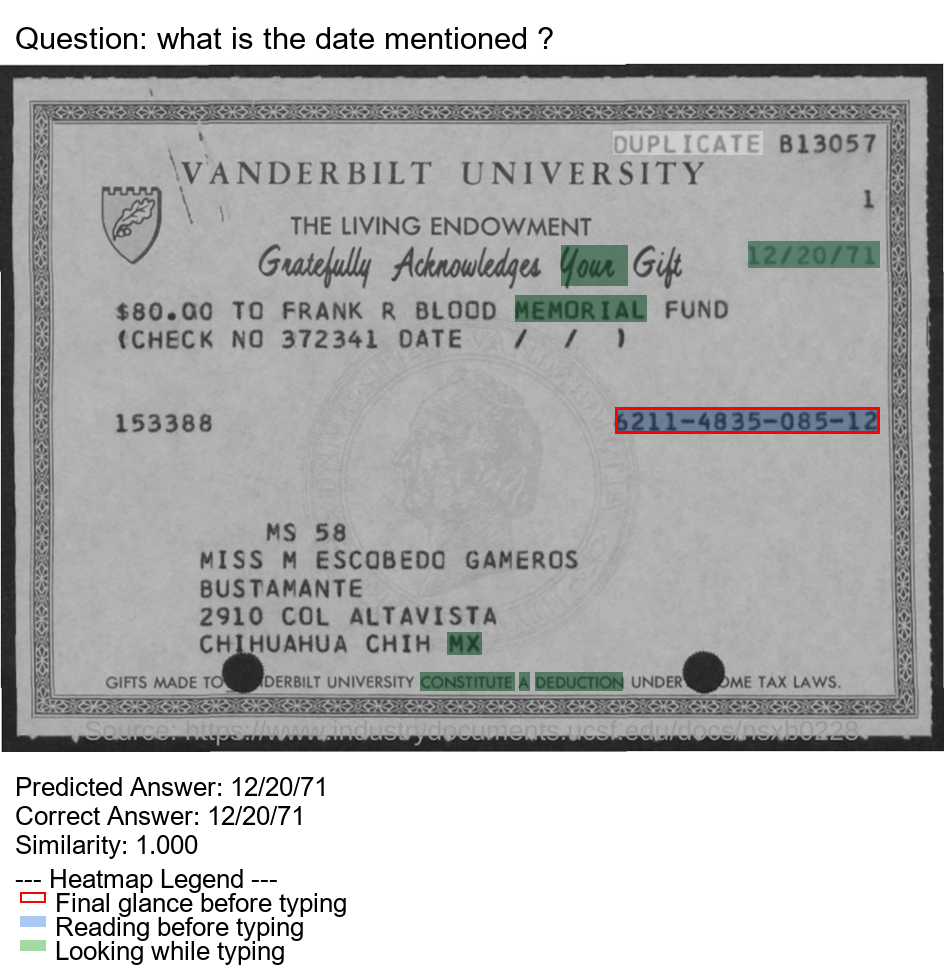 Question: what is the date mentioned ?
DUPLICATE B13057
VANDERBILT UNIVERSITY
1
THE LIVING ENDOWMENT
Gratefully Acknowledges Your Gift 12/20/71
$80.00 TO FRANK R BLOOD MEMORIAL FUND
(CHECK NO 372341 DATE / / )
153388 6211-4835-085-12
MS 58
MISS M ESCOBEDO GAMEROS
BUSTAMANTE
2910 COL ALTAVISTA
CHIHUAHUA CHIH MX
GIFTS MADE TO DERBILT UNIVERSITY CONSTITUTE A DEDUCTION UNDER OME TAX LAWS.
Source: https://www.industrydocuments.ucsf.edu/docs/nsxb0228
Predicted Answer: 12/20/71
Correct Answer: 12/20/71
Similarity: 1.000
--- Heatmap Legend ---
Final glance before typing
Reading before typing
Looking while typing